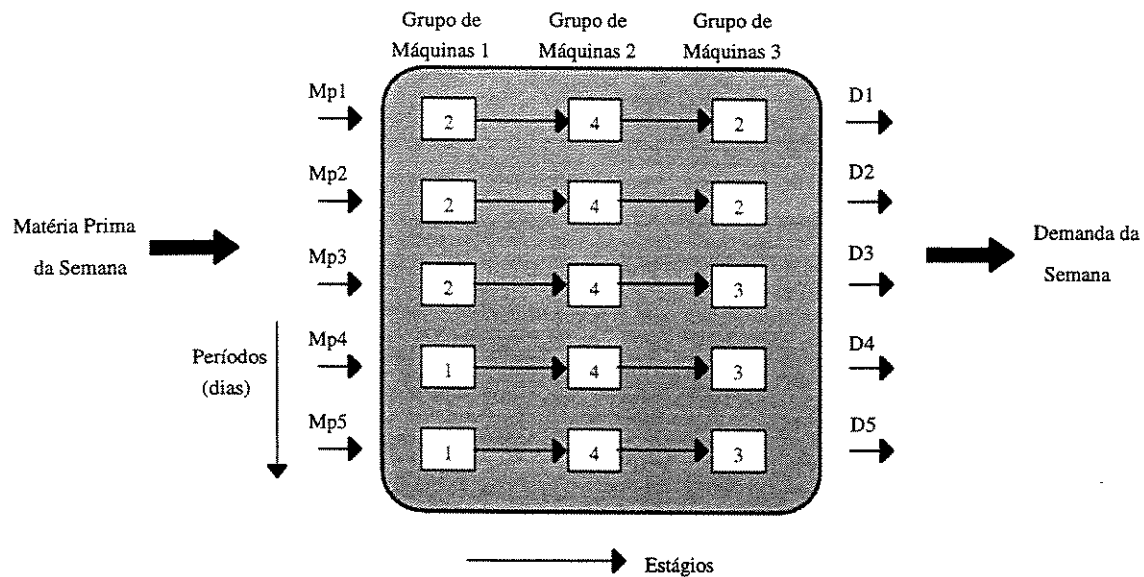 Grupo de
Máquinas 1
Grupo de
Máquinas 2
Grupo de
Máquinas 3
Mp1
2
4
2
D1
Mp2
2
4
2
D2
Matéria Prima
da Semana
Mp3
2
4
3
D3
Demanda da
Semana
Períodos
(dias)
Mp4
1
4
3
D4
Mp5
1
4
3
D5
Estágios